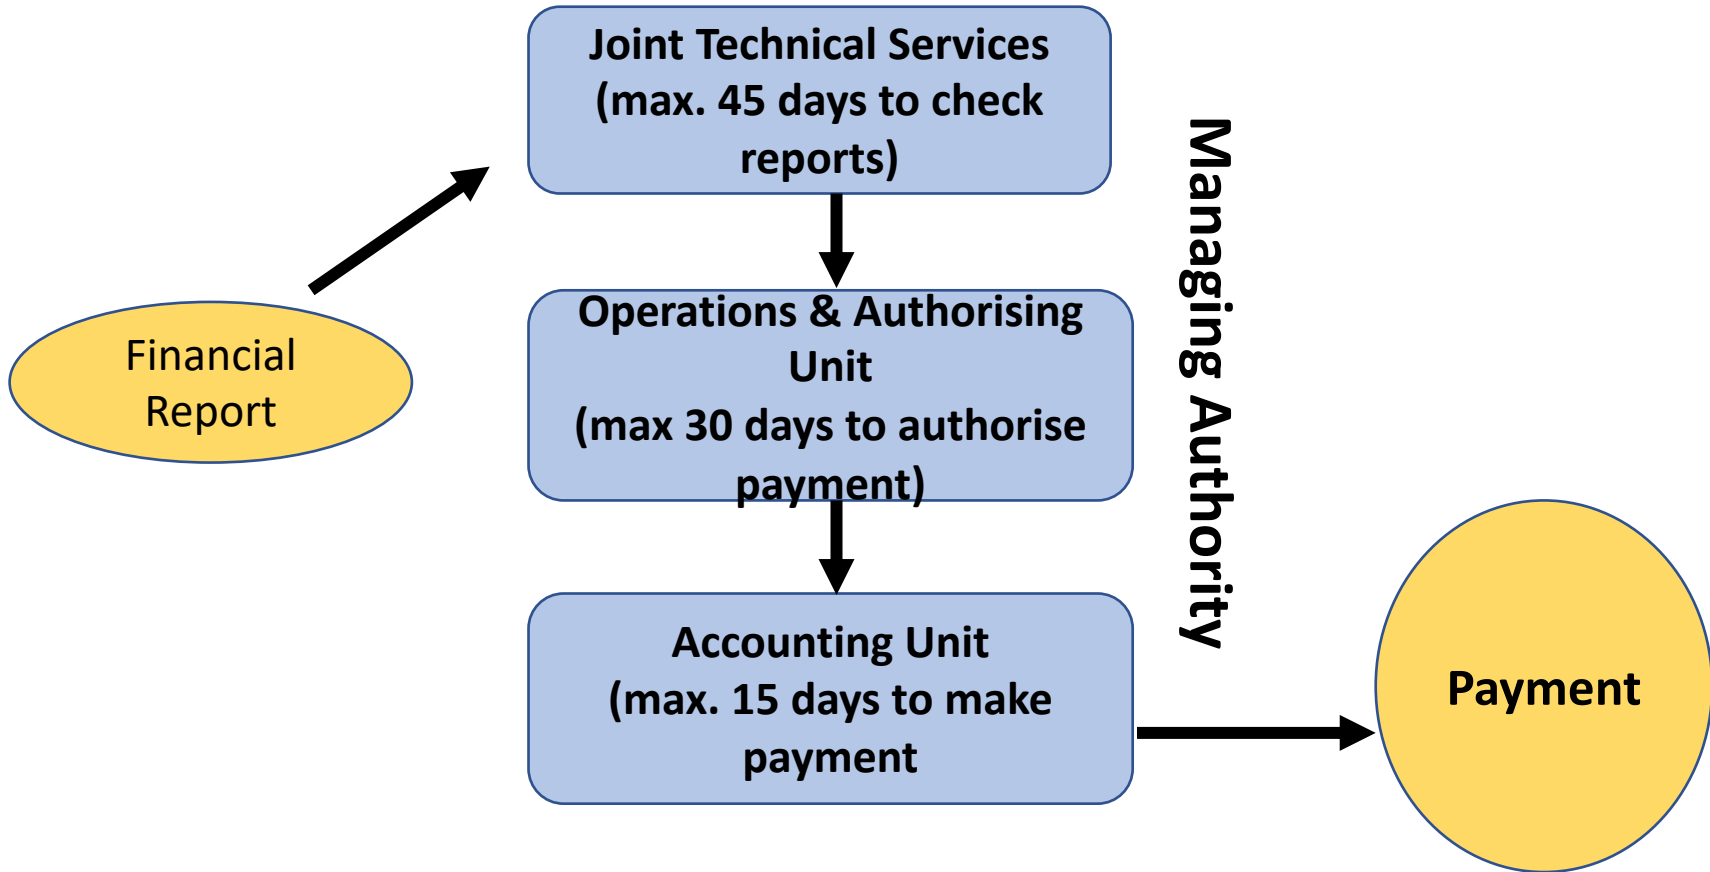 Joint Technical Services
(max. 45 days to check
reports)
Managing Authority
Financial
Report
Operations & Authorising
Unit
(max 30 days to authorise
payment)
Accounting Unit
(max. 15 days to make
payment
Payment